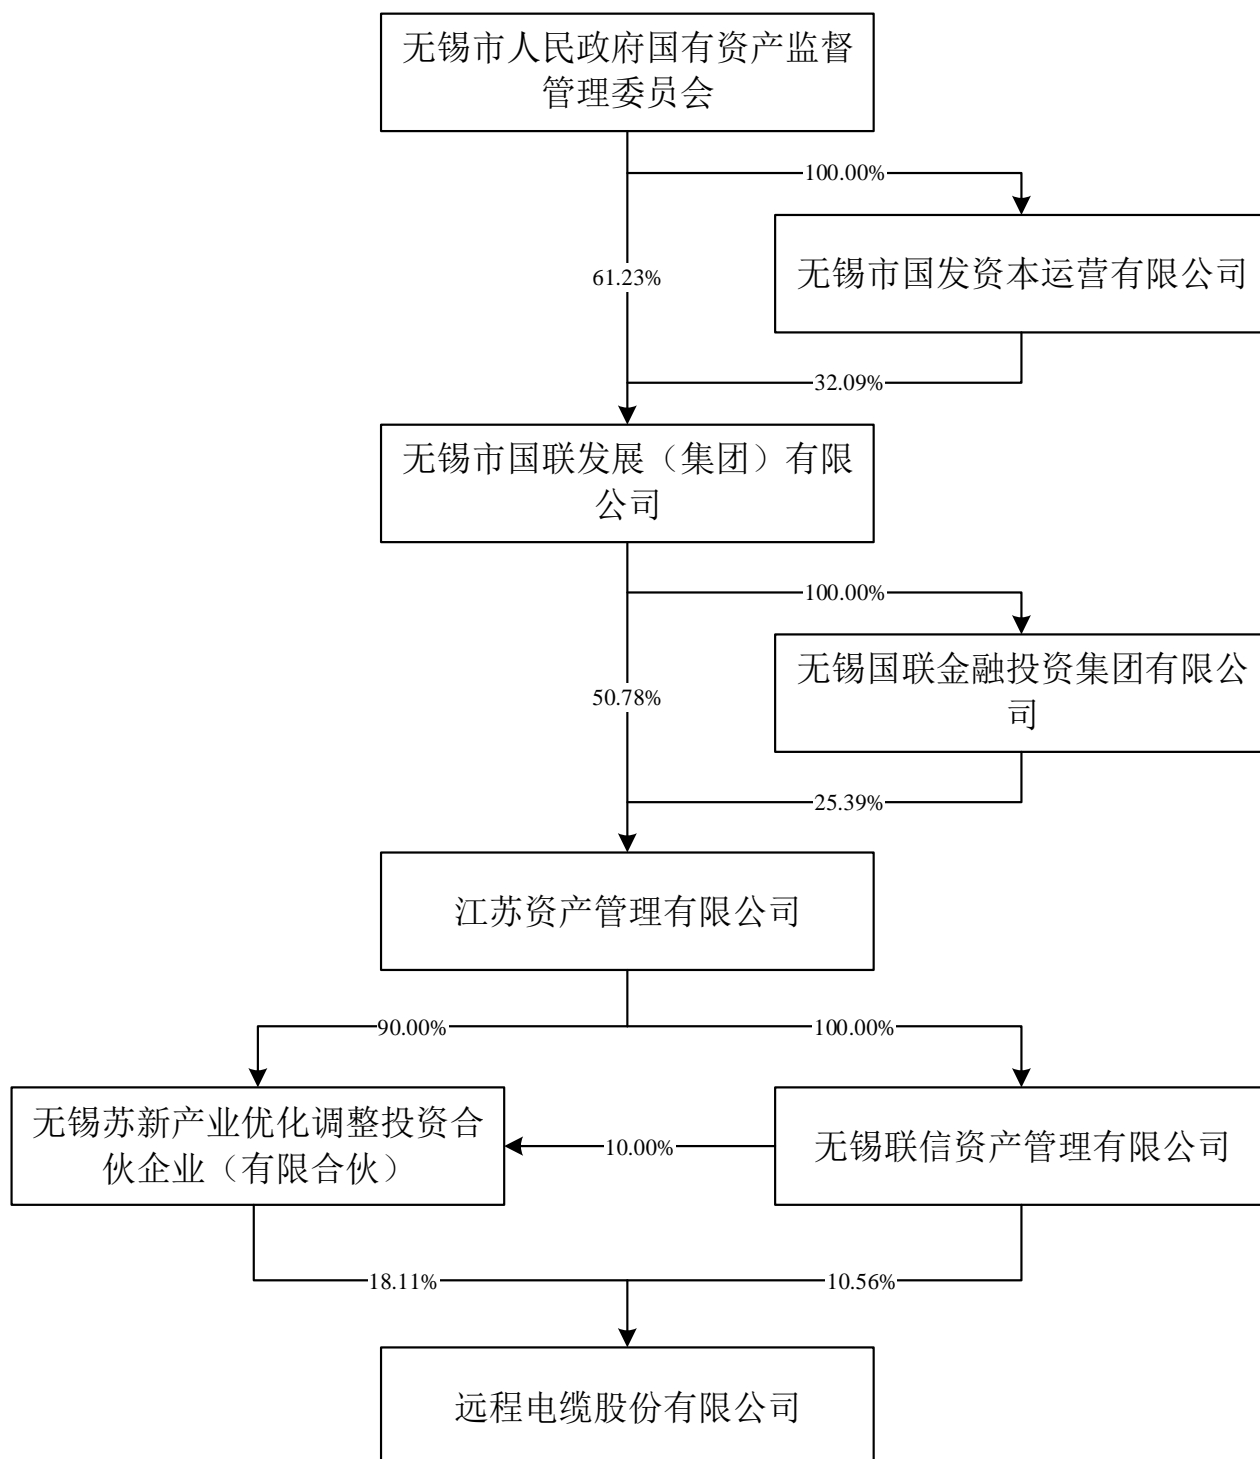 无锡市人民政府国有资产监督
管理委员会
100.00%
无锡市国发资本运营有限公司
61.23%
32.09%
无锡市国联发展（集团）有限
公司
100.00%
无锡国联金融投资集团有限公
司
50.78%
25.39%
江苏资产管理有限公司
90.00%
100.00%
无锡苏新产业优化调整投资合
伙企业（有限合伙）
10.00%
无锡联信资产管理有限公司
18.11%
10.56%
远程电缆股份有限公司